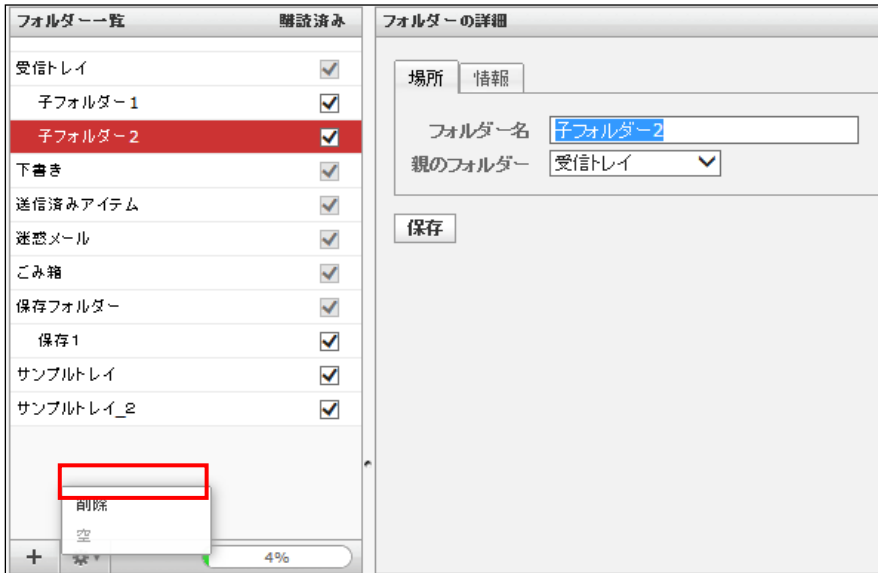 フォルダー一覧 購読済み
受信トレイ
子フォルダー1
子フォルダー2
下書き
送信済みアイテム
迷惑メール
ごみ箱
保存フォルダー
保存1
サンプルトレイ
サンプルトレイ_2
削除
空
4%
フォルダーの詳細
場所 情報
フォルダー名 子フォルダー2
親のフォルダー 受信トレイ
保存